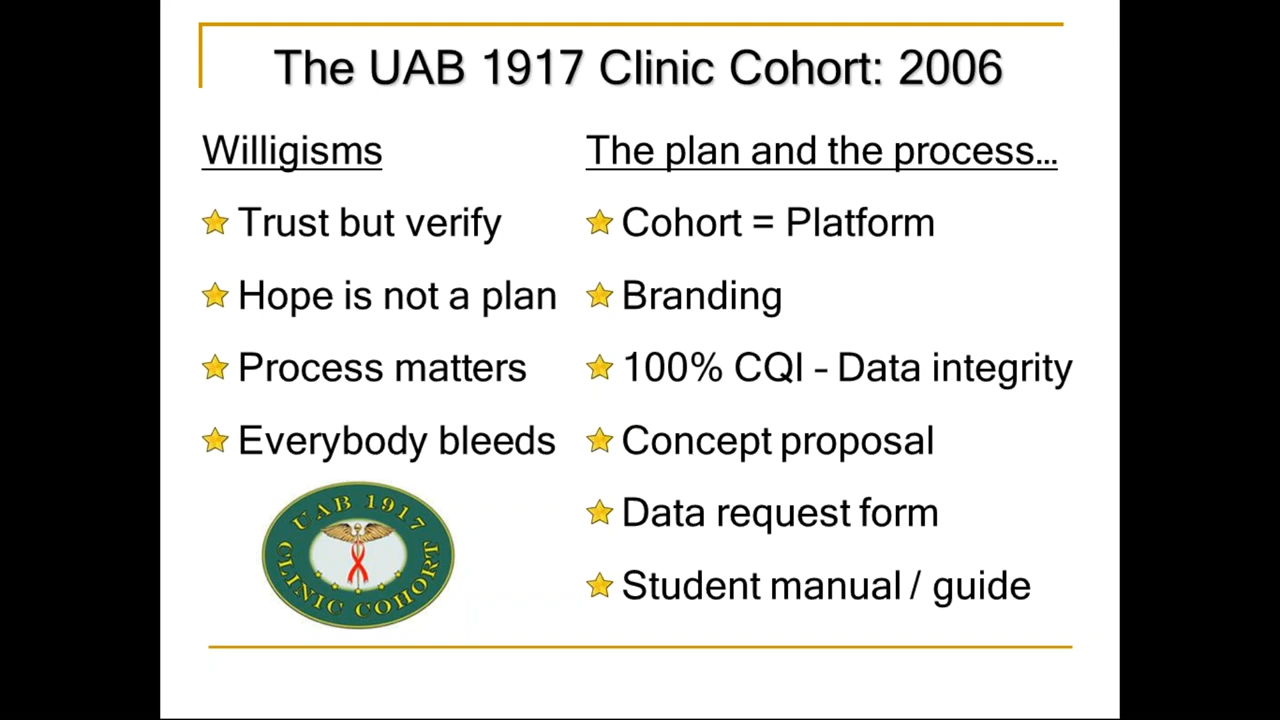 The UAB 1917 Clinic Cohort: 2006
Willigisms
Trust but verify
Hope is not a plan
Process matters
Everybody bleeds
UAB 1917
CLINIC COHORT
The plan and the process…
Cohort = Platform
Branding
100% CQI – Data integrity
Concept proposal
Data request form
Student manual / guide